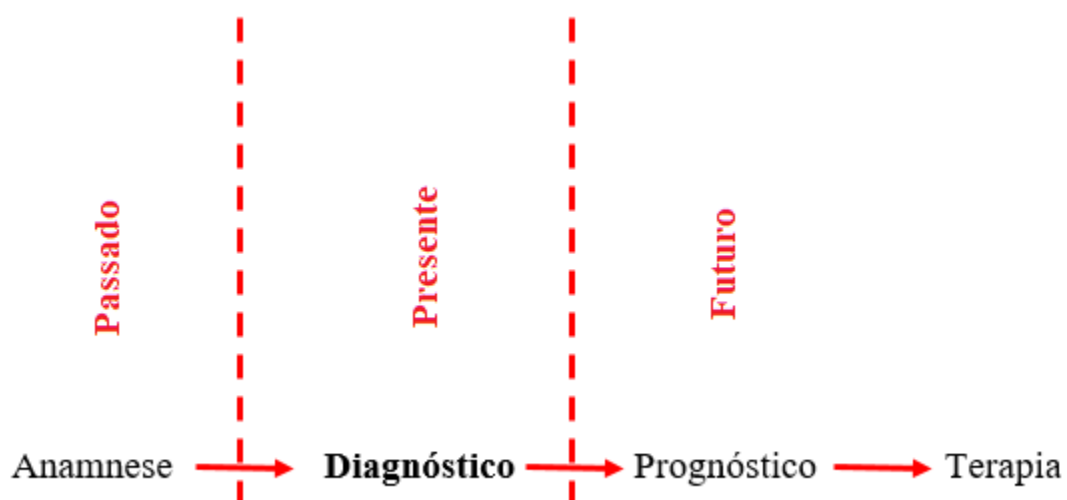 Passado
Presente
Futuro
Anamnese Diagnóstico Prognóstico Terapia